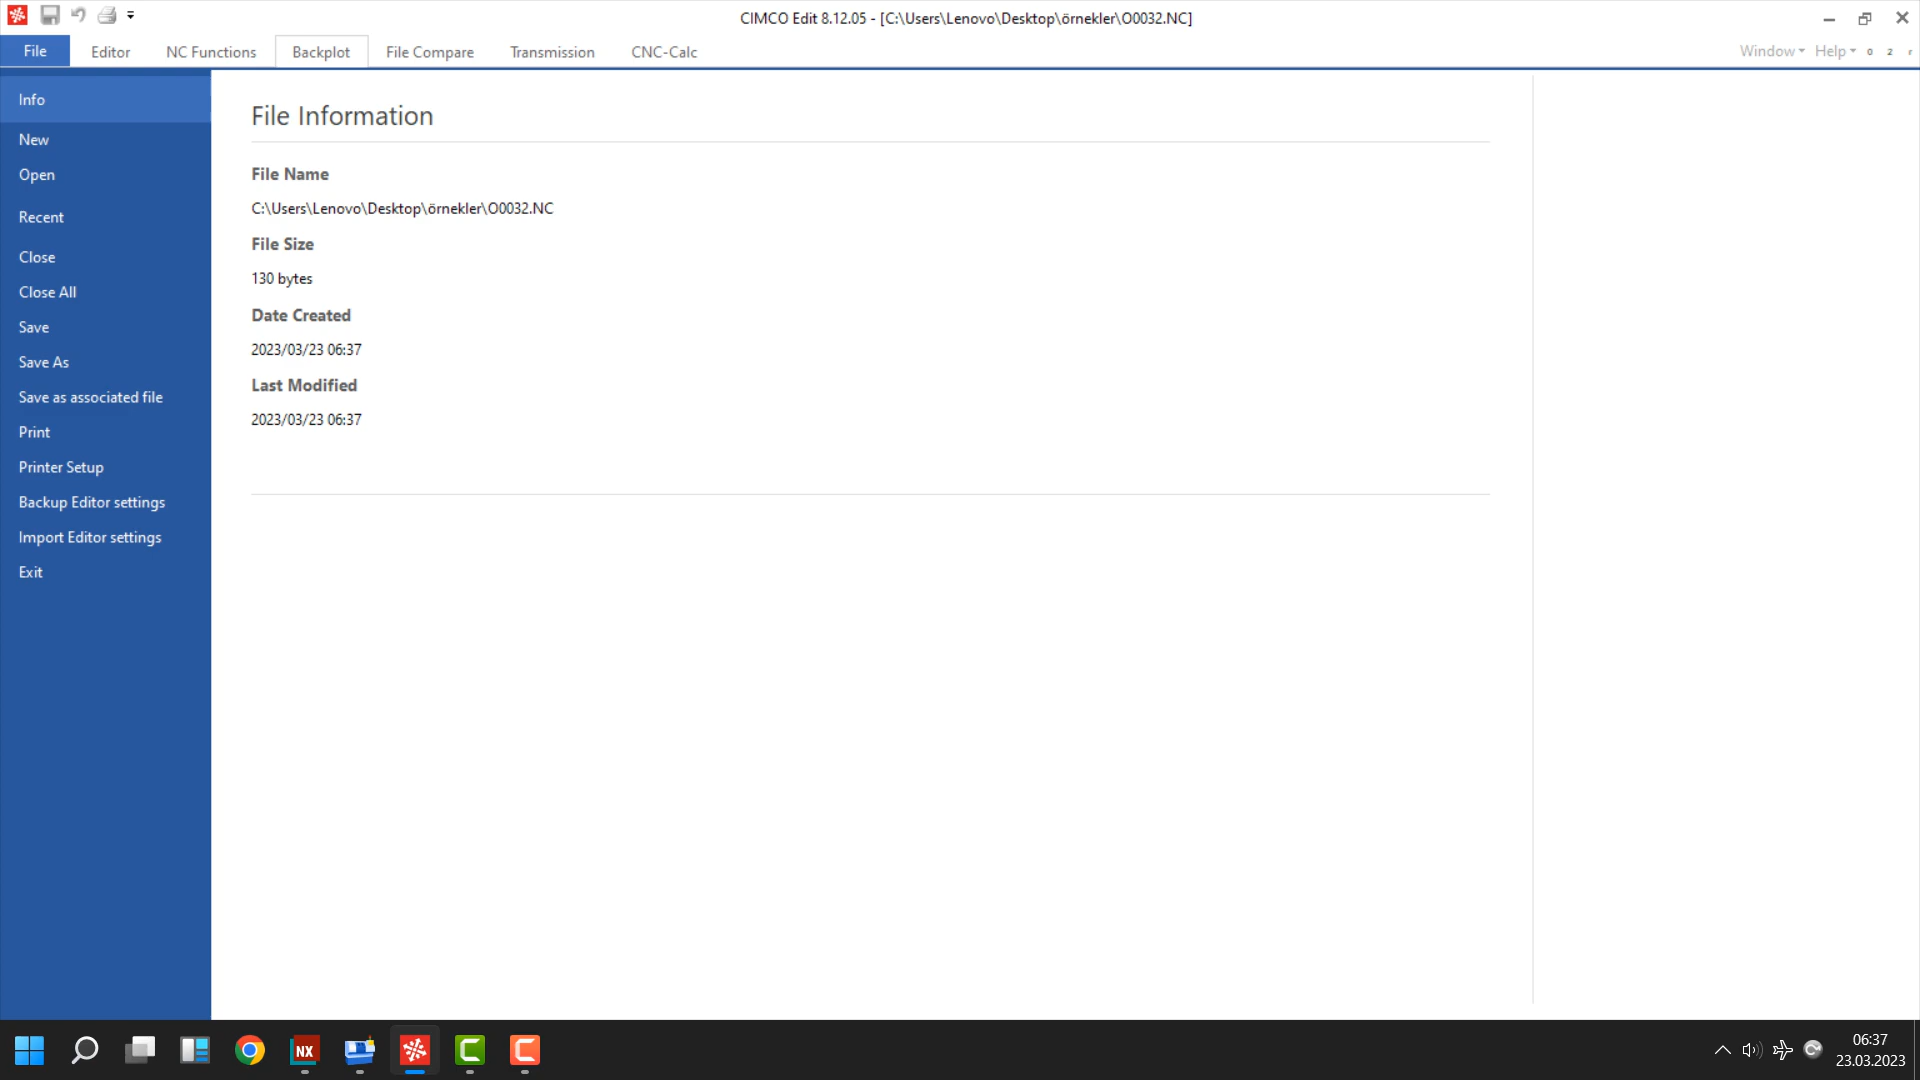 CIMCO Edit 8.12.05 - [C:\Users\Lenovo\Desktop\örnekler\O0032.NC]
File
Editor
NC Functions
Backplot
File Compare
Transmission
CNC-Calc
Window
Help
Info
New
Open
Recent
Close
Close All
Save
Save As
Save as associated file
Print
Printer Setup
Backup Editor settings
Import Editor settings
Exit
File Information
File Name
C:\Users\Lenovo\Desktop\örnekler\O0032.NC
File Size
130 bytes
Date Created
2023/03/23 06:37
Last Modified
2023/03/23 06:37
NX
06:37
23.03.2023